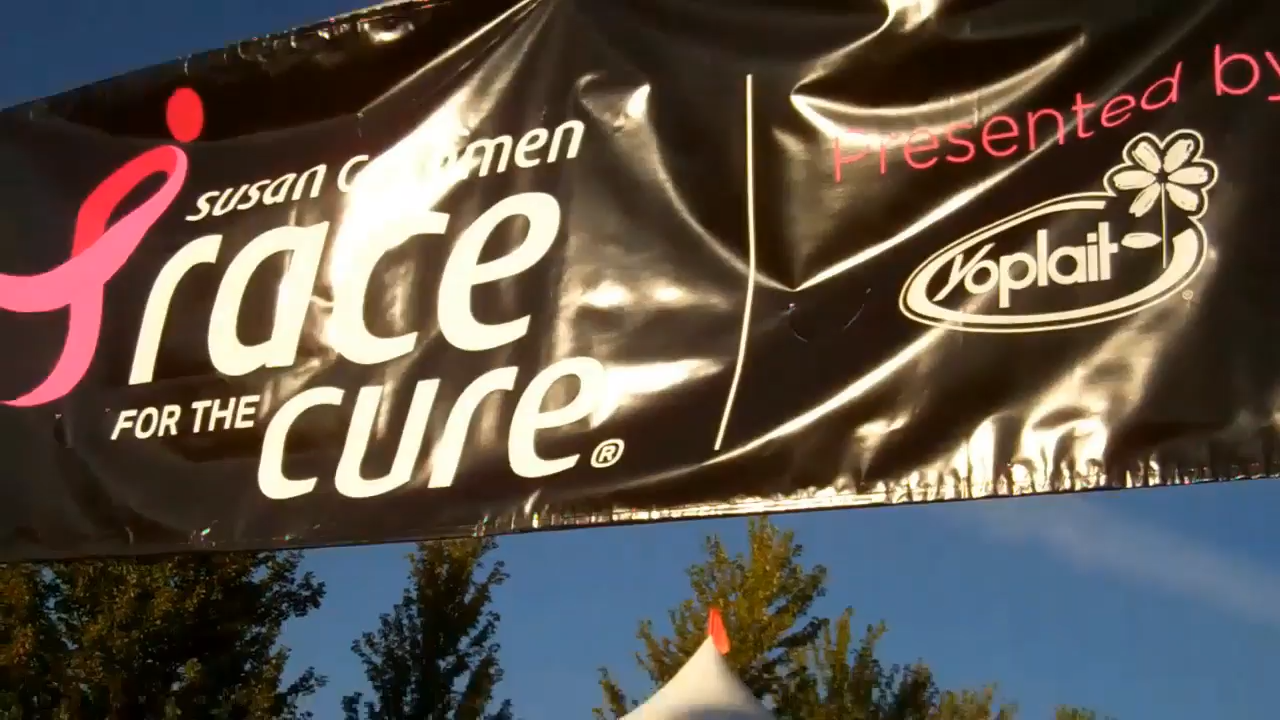 susan
race
FOR THE
cure®
Presented by
Yoplait®